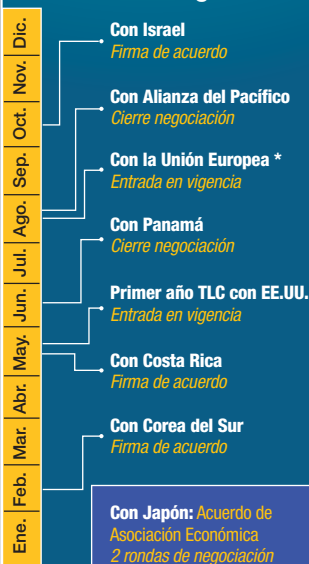 Con Israel
Firma de acuerdo
Con Alianza del Pacífico
Cierre negociación
Con la Unión Europea *
Entrada en vigencia
Con Panamá
Cierre negociación
Primer año TLC con EE.UU.
Entrada en vigencia
Con Costa Rica
Firma de acuerdo
Con Corea del Sur
Firma de acuerdo
Con Japón: Acuerdo de
Asociación Económica
2 rondas de negociación
Dic.
Nov.
Oct.
Sep.
Ago.
Jul.
Jun.
May.
Abr.
Mar.
Feb.
Ene.